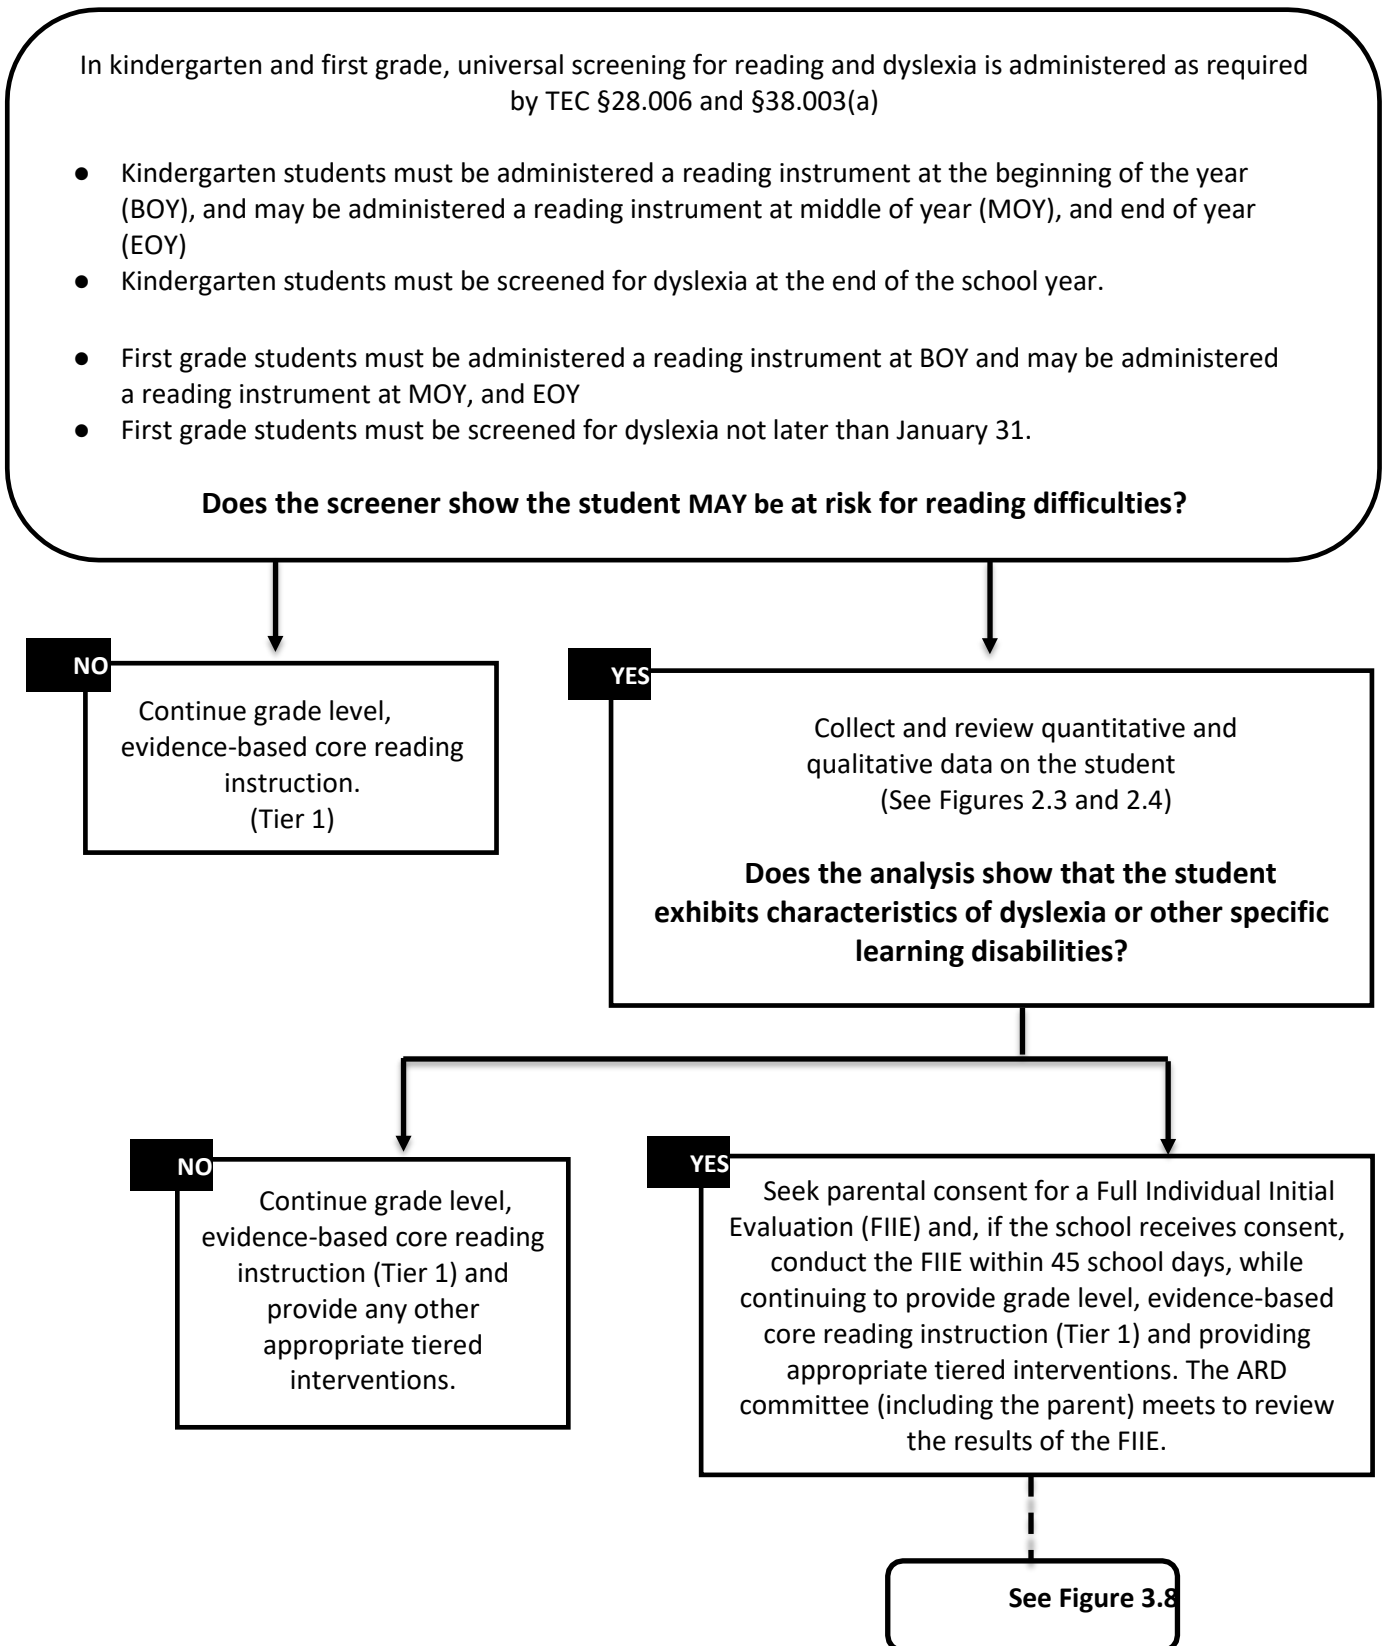 In kindergarten and first grade, universal screening for reading and dyslexia is administered as required
by TEC §28.006 and §38.003(a)
● Kindergarten students must be administered a reading instrument at the beginning of the year
(BOY), and may be administered a reading instrument at middle of year (MOY), and end of year
(EOY)
● Kindergarten students must be screened for dyslexia at the end of the school year.
● First grade students must be administered a reading instrument at BOY and may be administered
a reading instrument at MOY, and EOY
● First grade students must be screened for dyslexia not later than January 31.
Does the screener show the student MAY be at risk for reading difficulties?
NO
Continue grade level,
evidence-based core reading
instruction.
(Tier 1)
YES
Collect and review quantitative and
qualitative data on the student
(See Figures 2.3 and 2.4)
Does the analysis show that the student
exhibits characteristics of dyslexia or other specific
learning disabilities?
NO
Continue grade level,
evidence-based core reading
instruction (Tier 1) and
provide any other
appropriate tiered
interventions.
YES
Seek parental consent for a Full Individual Initial
Evaluation (FIIE) and, if the school receives consent,
conduct the FIIE within 45 school days, while
continuing to provide grade level, evidence-based
core reading instruction (Tier 1) and providing
appropriate tiered interventions. The ARD
committee (including the parent) meets to review
the results of the FIIE.
See Figure 3.8